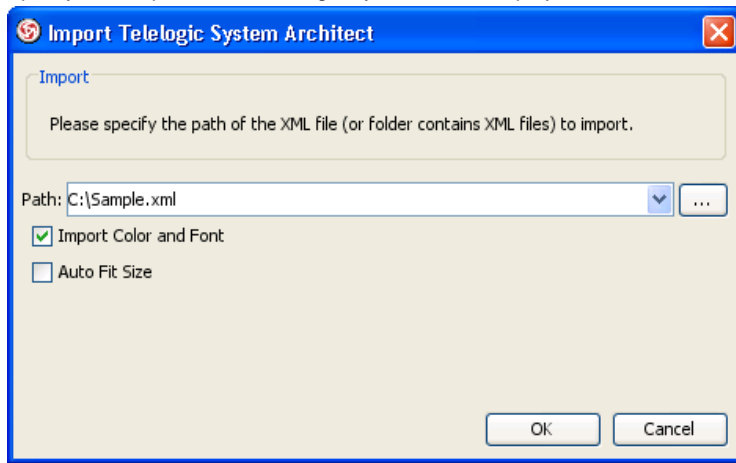 Import Telelogic System Architect
Import
Please specify the path of the XML file (or folder contains XML files) to import.
Path: C:\Sample.xml ...
Import Color and Font
Auto Fit Size
OK Cancel